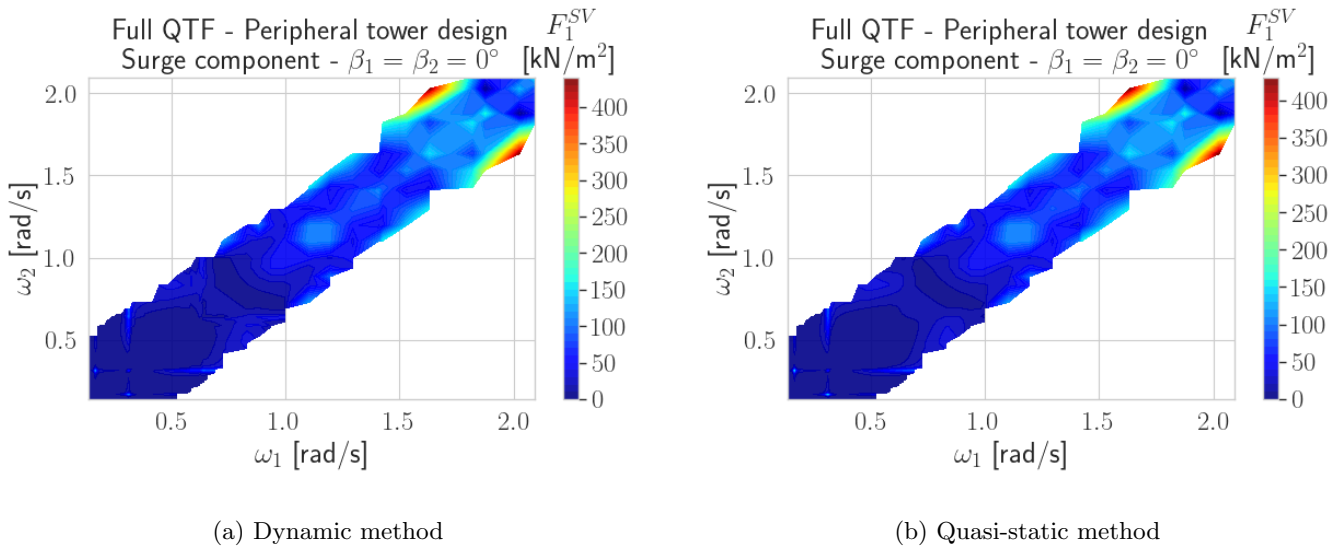 Full QTF - Peripheral tower design
Surge component - β₁ = β₂ = 0°
F₁^{SV}
[kN/m²]
2.0
1.5
1.0
0.5
ω₂ [rad/s]
0.5 1.0 1.5 2.0
ω₁ [rad/s]
400
350
300
250
200
150
100
50
0
(a) Dynamic method
Full QTF - Peripheral tower design
Surge component - β₁ = β₂ = 0°
F₁^{SV}
[kN/m²]
2.0
1.5
1.0
0.5
ω₂ [rad/s]
0.5 1.0 1.5 2.0
ω₁ [rad/s]
400
350
300
250
200
150
100
50
0
(b) Quasi-static method